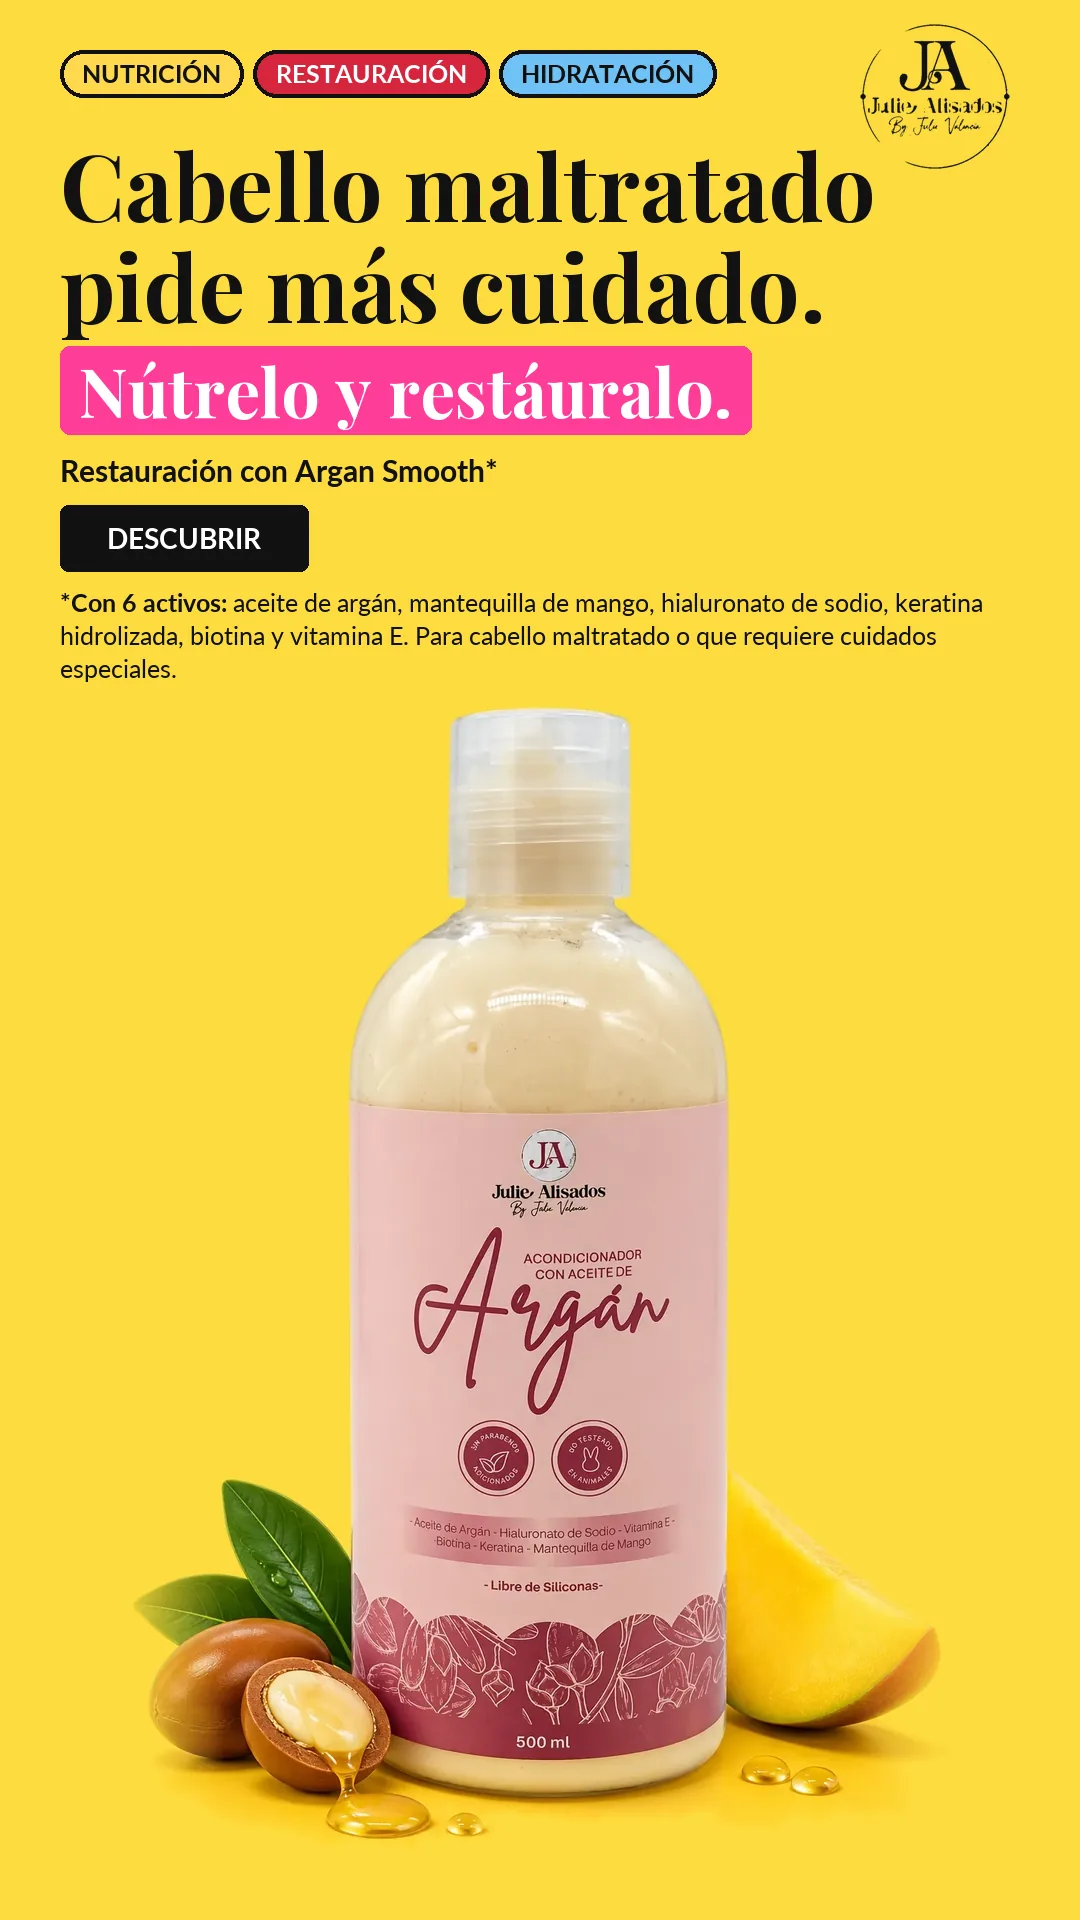 NUTRICIÓN RESTAURACIÓN HIDRATACIÓN
JA
Julie Alisados
By Julie Valencia
Cabello maltratado
pide más cuidado.
Nútrelo y restáuralo.
Restauración con Argan Smooth*
DESCUBRIR
*Con 6 activos: aceite de argán, mantequilla de mango, hialuronato de sodio, keratina
hidrolizada, biotina y vitamina E. Para cabello maltratado o que requiere cuidados
especiales.
JA
Julie Alisados
By Julie Valencia
ACONDICIONADOR
CON ACEITE DE
Argán
SIN PARABENOS
ADICIONADOS
NO TESTEADO
EN ANIMALES
- Aceite de Argán - Hialuronato de Sodio - Vitamina E -
Biotina - Keratina - Mantequilla de Mango
- Libre de Siliconas-
500 ml